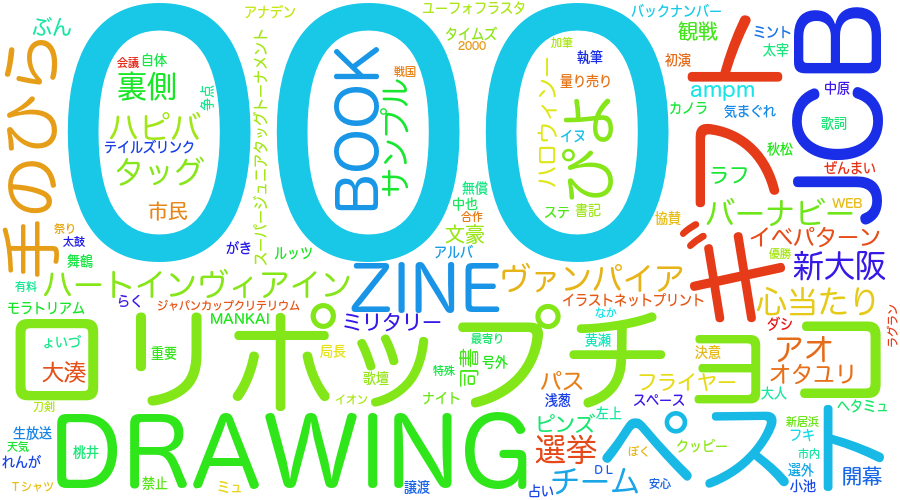 アナデン
ユーフォフラスタ
バックナンバー
ぶん
000
手のひら
会議
自体
裏側
争点
ハピバ
テイルズリンク
タッグ
市民
スーパージュニアタッグトーナメント
BOOK
戦国
サンプル
タイムズ
2000
加筆
執筆
量り売り
ハロウィン
ぴよ
イヌ
ステ
書記
観戦
ミント
太宰
初演
ampm
カノラ
気まぐれ
ギフト
JCB
中原
歌詞
秋松
ぜんまい
ラフ
WEB
無償
中也
合作
文豪
アルバ
協賛
バーナビー
イベパターン
優勝
新大阪
祭り
太鼓
舞鶴
がき
ルッツ
有料
ハートインヴィアイン
ZINE
ヴァンパイア
心当たり
モラトリアム
らく
ジャパンカップクリテリウム
MANKAI
ミリタリー
イラストネットプリント
なか
ダシ
ラグラン
ロリポップチョコ
ょいづ
大湊
重要
局長
歌壇
最寄り
特殊
司書
号外
黄瀬
決意
アオ
オタユリ
パス
フライヤー
大人
イオン
ナイト
浅葱
スペース
左上
ヘタミュ
刀剣
DRAWING
ピンズ
選挙
ペスト
新居浜
フキ
生放送
天気
れんが
桃井
ぼく
クッピー
市内
選外
開幕
Tシャツ
禁止
ミュ
譲渡
占い
チーム
DL
安心
小池